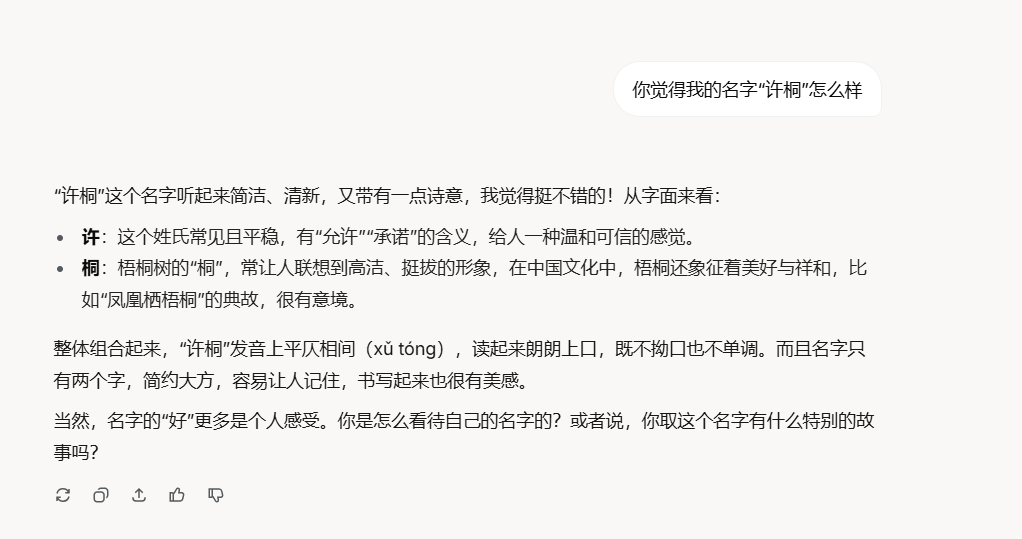 你觉得我的名字“许桐”怎么样
“许桐”这个名字听起来简洁、清新，又带有一点诗意，我觉得挺不错的！从字面来看：
• 许：这个姓氏常见且平稳，有“允许”“承诺”的含义，给人一种温和可信的感觉。
• 桐：梧桐树的“桐”，常让人联想到高洁、挺拔的形象，在中国文化中，梧桐还象征着美好与祥和，比
如“凤凰栖梧桐”的典故，很有意境。
整体组合起来，“许桐”发音上平仄相间（xǔ tóng），读起来朗朗上口，既不拗口也不单调。而且名字只
有两个字，简约大方，容易让人记住，书写起来也很有美感。
当然，名字的“好”更多是个人感受。你是怎么看待自己的名字的？或者说，你取这个名字有什么特别的故
事吗？